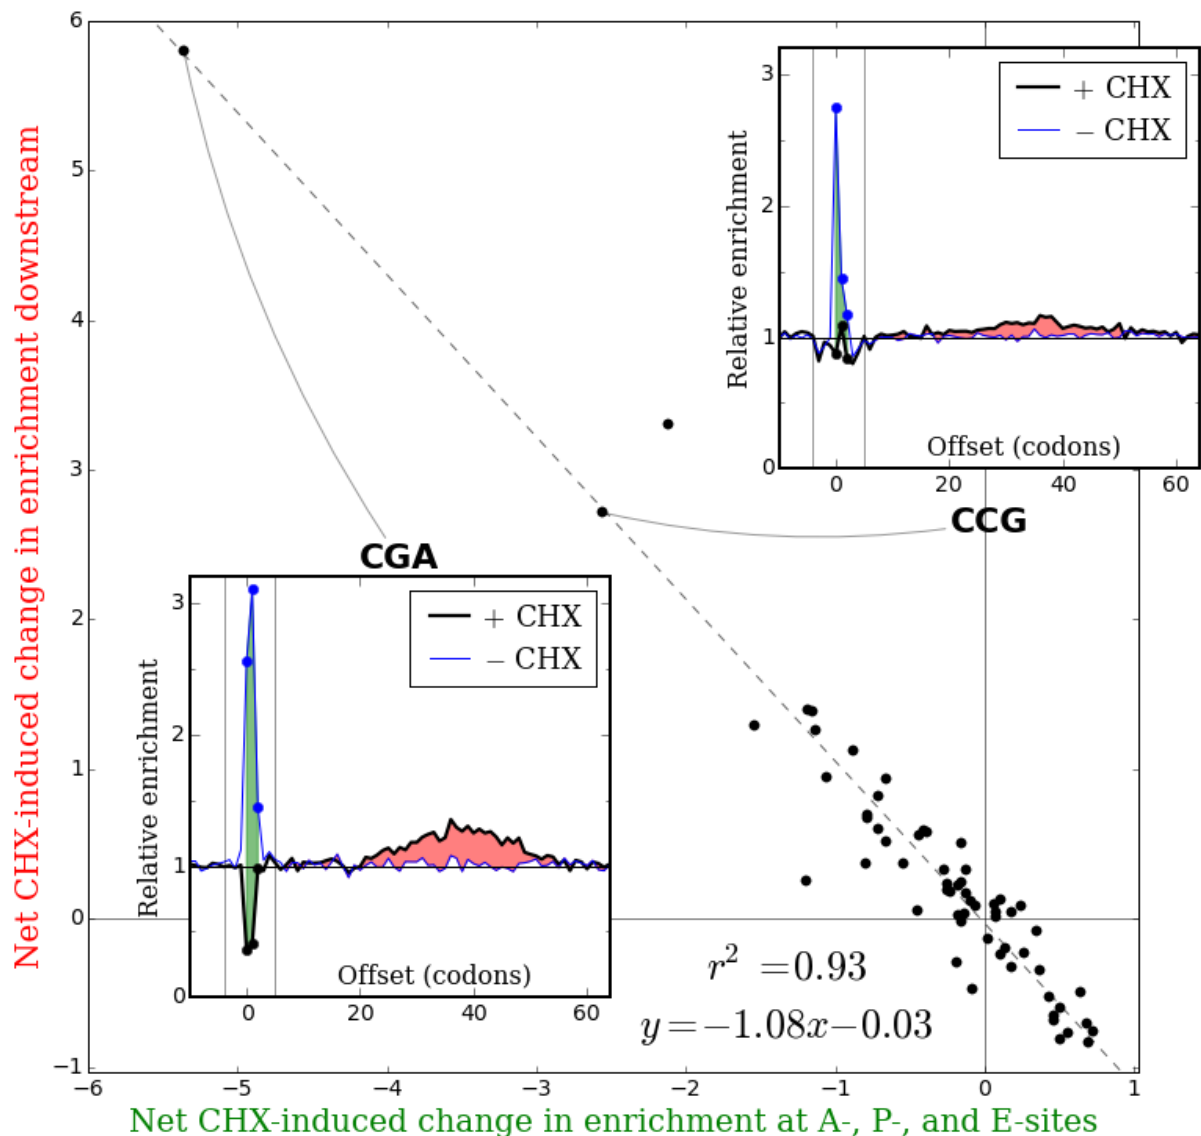 Net CHX-induced change in enrichment downstream
6
5
4
3
2
1
0
−1
−6
−5
−4
−3
−2
−1
0
1
Net CHX-induced change in enrichment at A-, P-, and E-sites
Relative enrichment
3
2
1
0
+ CHX
− CHX
Offset (codons)
0
20
40
60
CCG
CGA
Relative enrichment
3
2
1
0
+ CHX
− CHX
Offset (codons)
0
20
40
60
r² =0.93
y=−1.08x−0.03